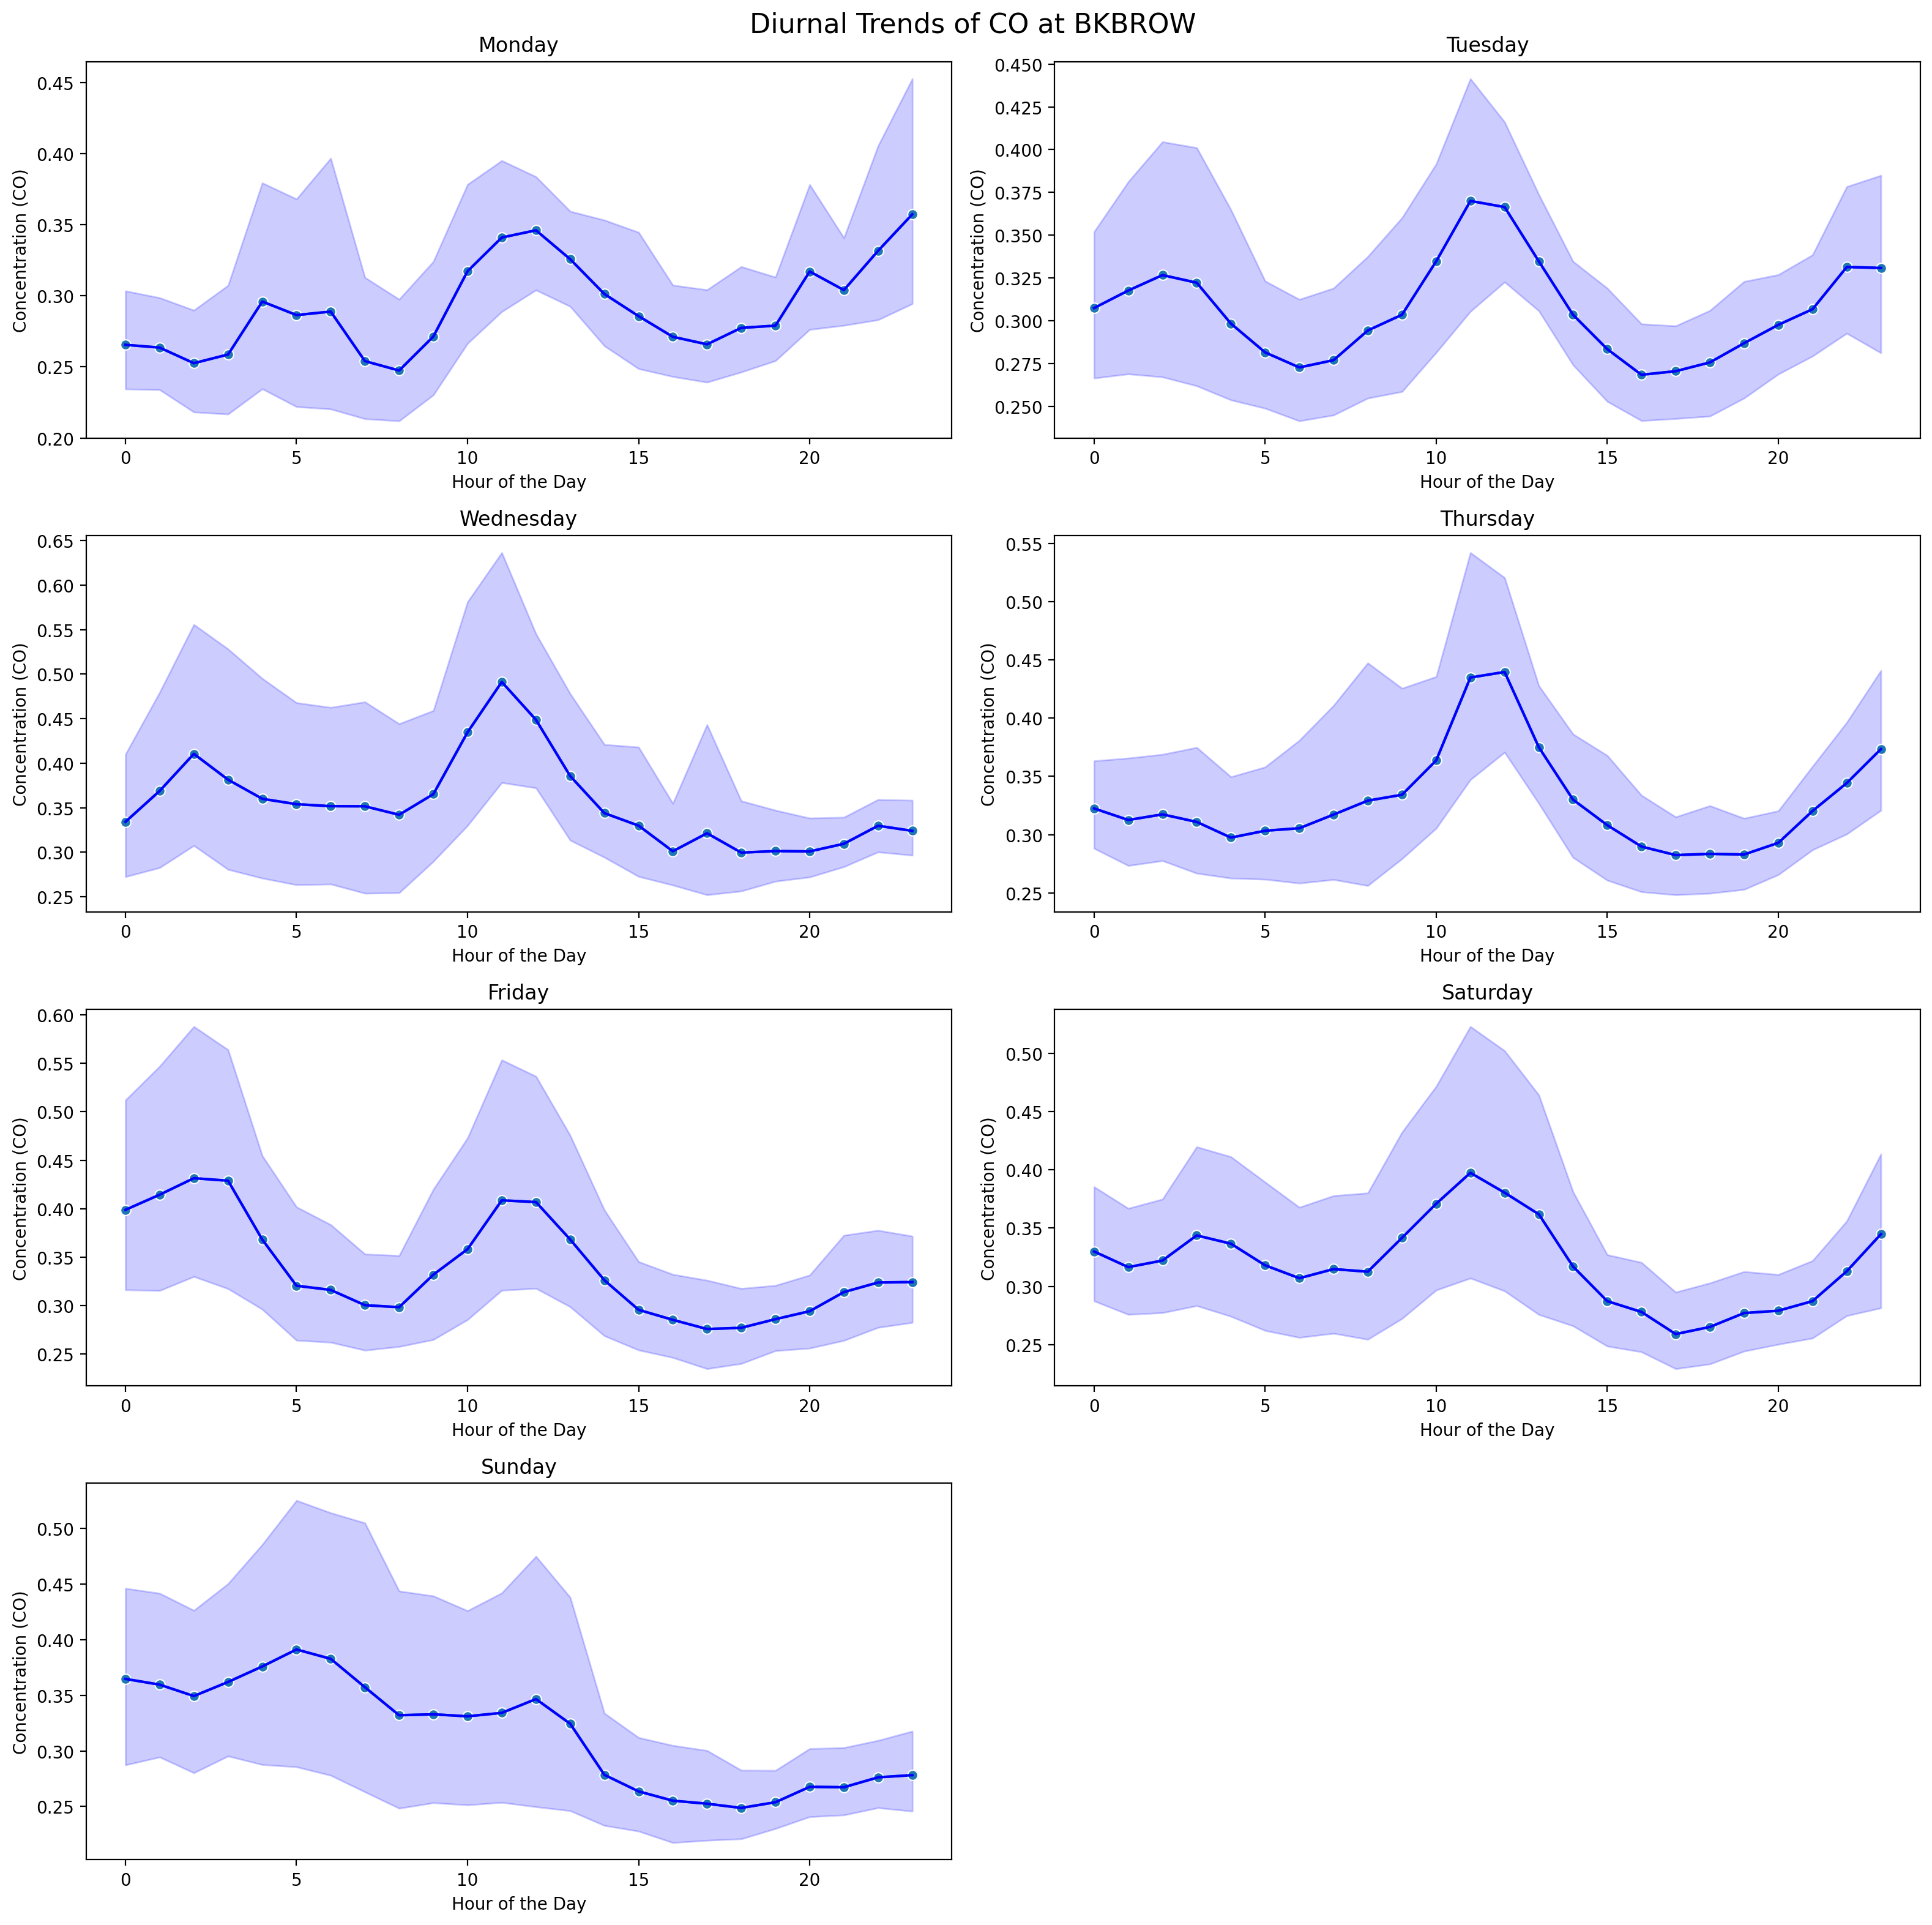 Diurnal Trends of CO at BKBROW
Monday
Concentration (CO)
0.45
0.40
0.35
0.30
0.25
0.20
0 5 10 15 20
Hour of the Day
Tuesday
Concentration (CO)
0.450
0.425
0.400
0.375
0.350
0.325
0.300
0.275
0.250
0 5 10 15 20
Hour of the Day
Wednesday
Concentration (CO)
0.65
0.60
0.55
0.50
0.45
0.40
0.35
0.30
0.25
0 5 10 15 20
Hour of the Day
Thursday
Concentration (CO)
0.55
0.50
0.45
0.40
0.35
0.30
0.25
0 5 10 15 20
Hour of the Day
Friday
Concentration (CO)
0.60
0.55
0.50
0.45
0.40
0.35
0.30
0.25
0 5 10 15 20
Hour of the Day
Saturday
Concentration (CO)
0.50
0.45
0.40
0.35
0.30
0.25
0 5 10 15 20
Hour of the Day
Sunday
Concentration (CO)
0.50
0.45
0.40
0.35
0.30
0.25
0 5 10 15 20
Hour of the Day